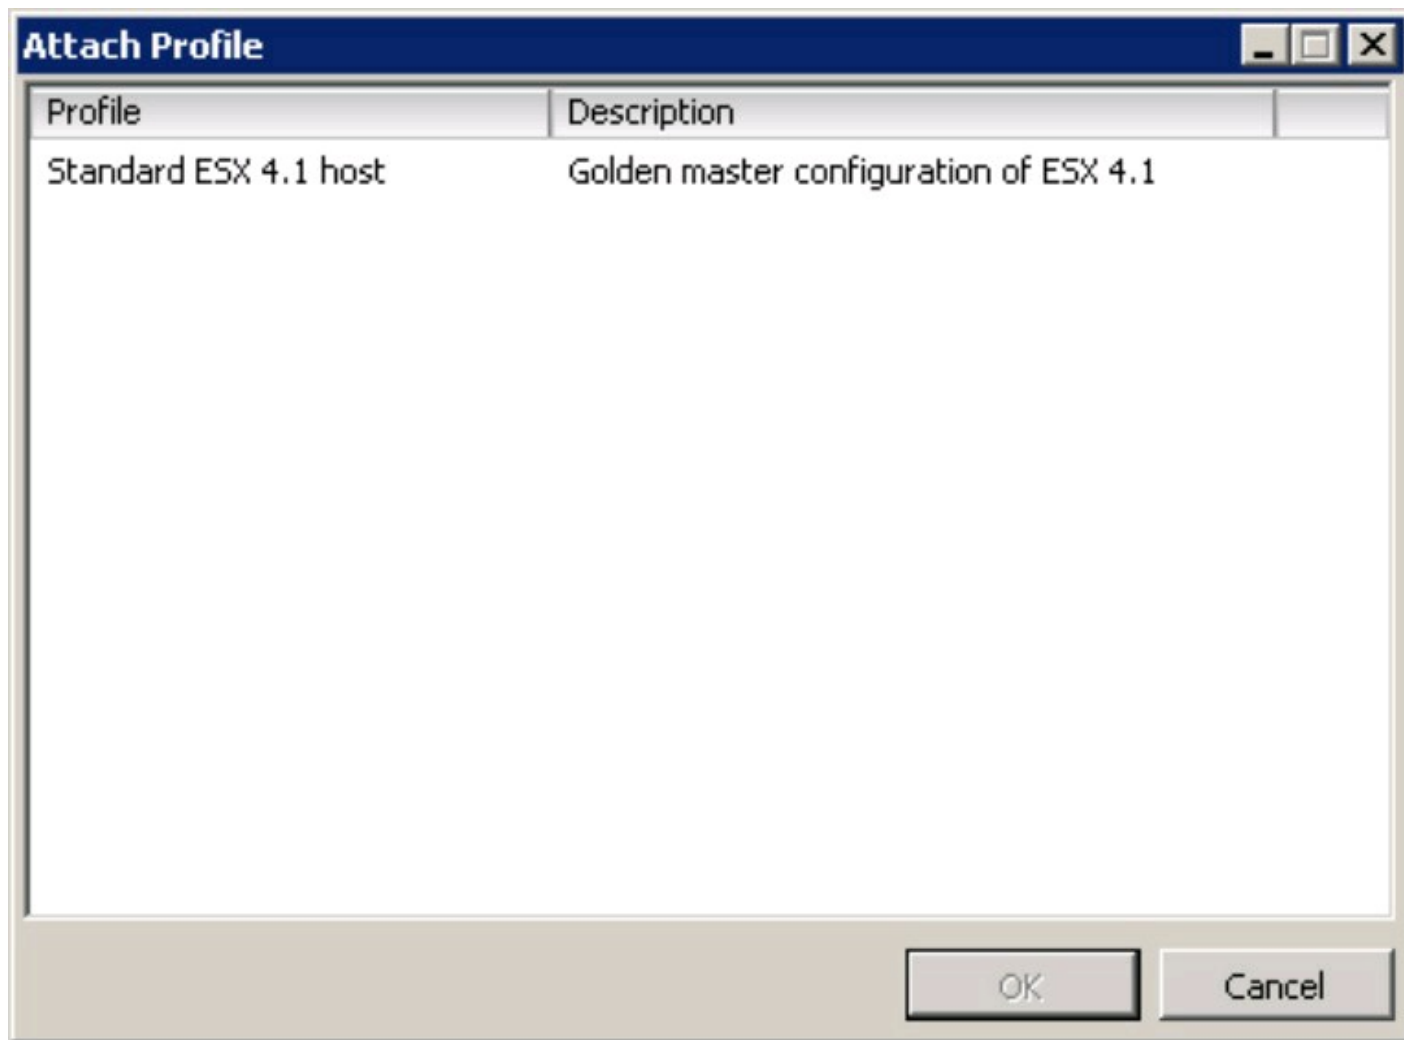 Attach Profile
Profile Description
Standard ESX 4.1 host Golden master configuration of ESX 4.1
OK Cancel